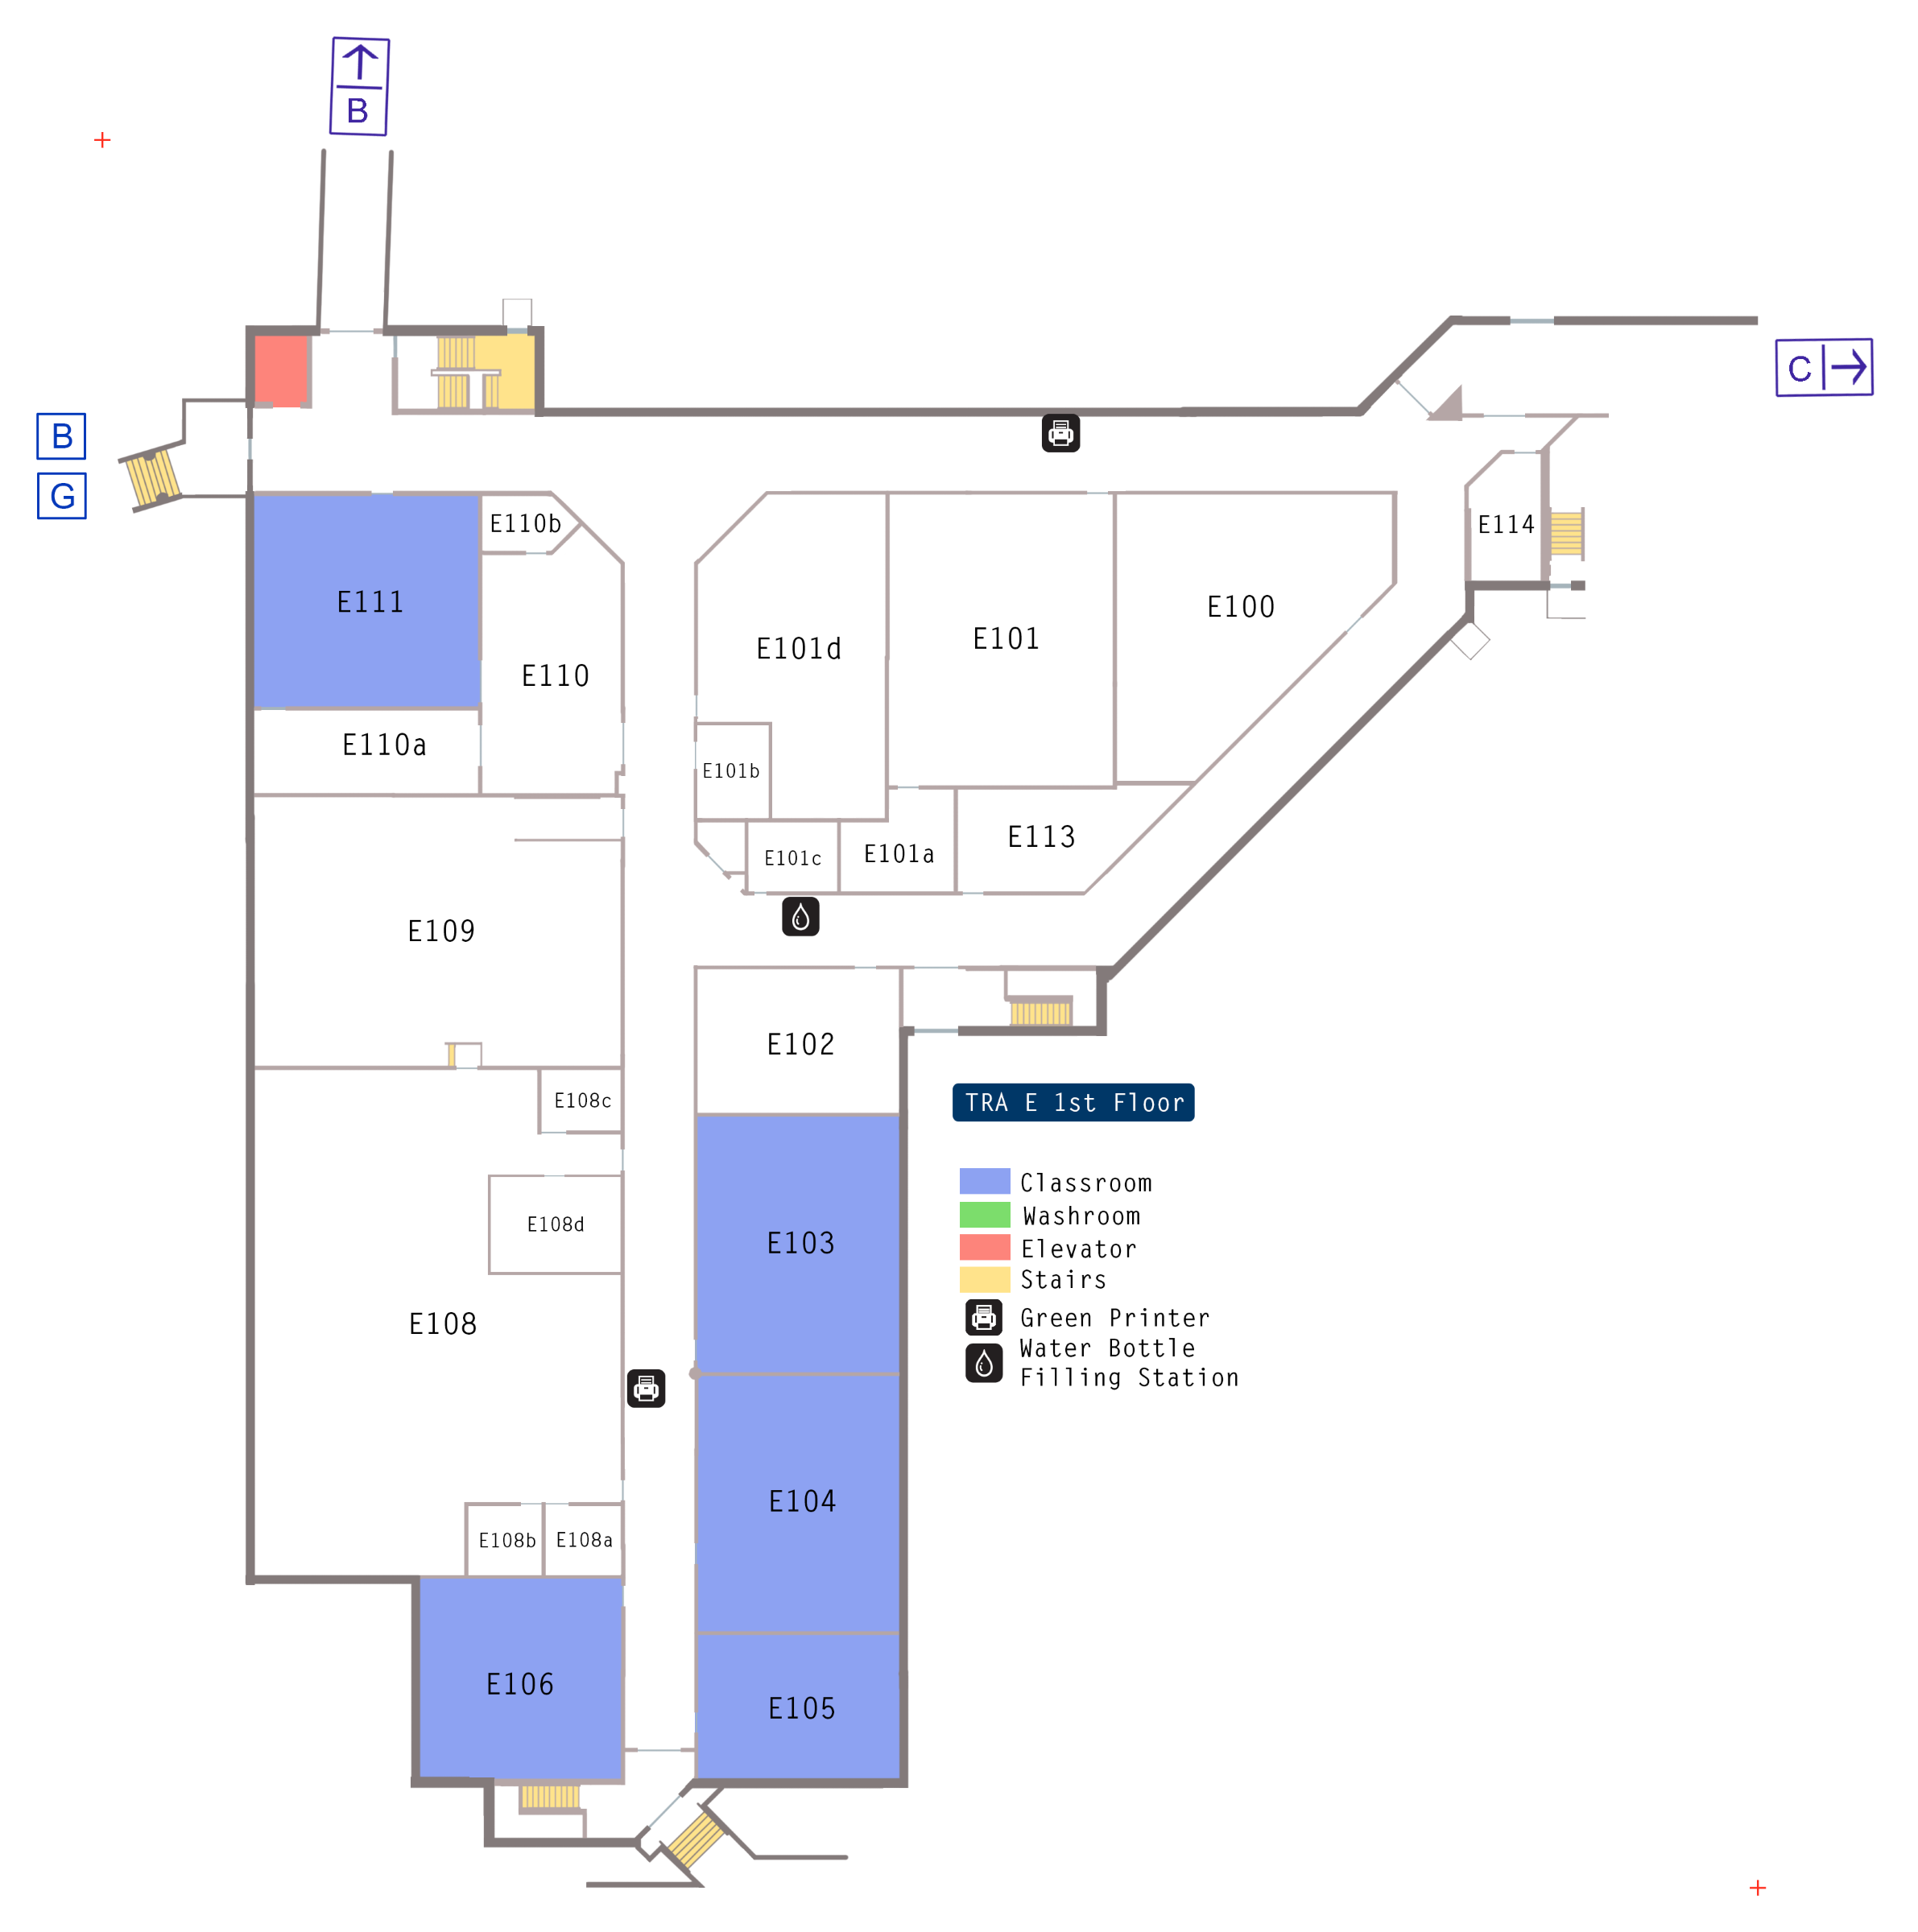 B
C
B
G
E110b
E114
E111
E100
E101
E101d
E110
E110a
E101b
E113
E101a
E101c
E109
E102
E108c
TRA E 1st Floor
Classroom
Washroom
Elevator
Stairs
Green Printer
Water Bottle
Filling Station
E108d
E103
E108
E104
E108b
E108a
E106
E105